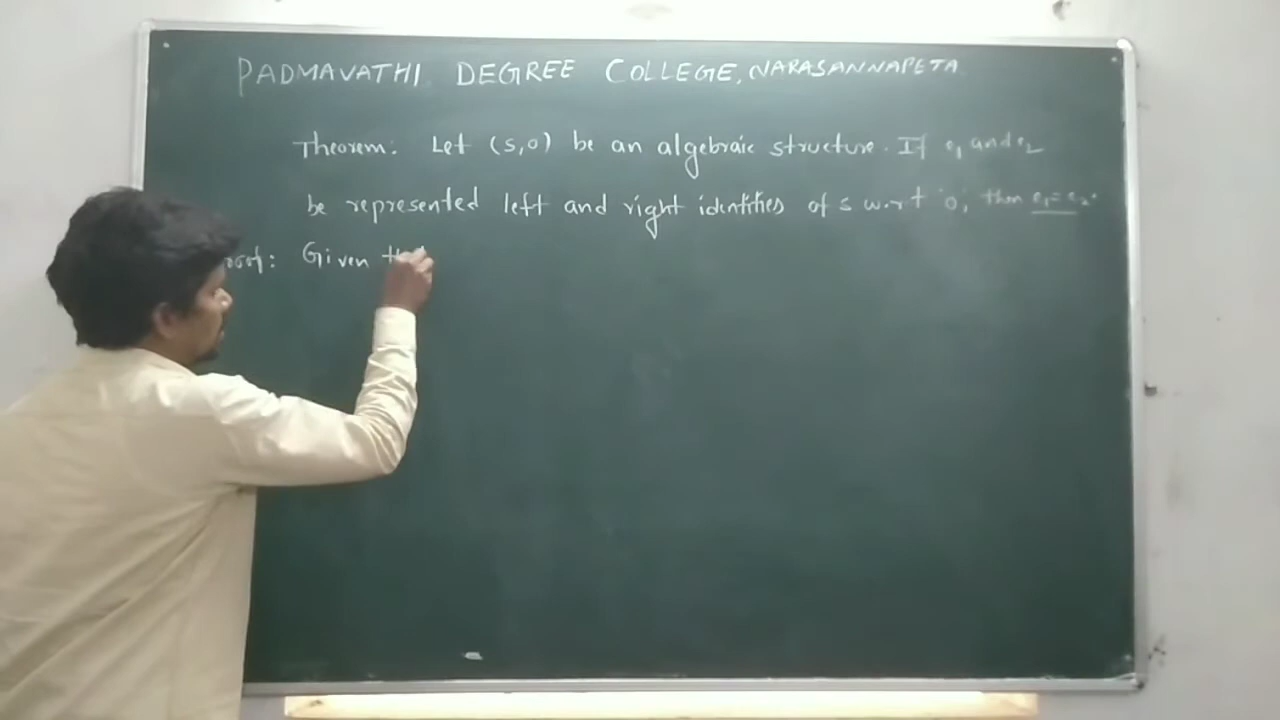 PADMAVATHI DEGREE COLLEGE, NARASANNAPETA
Theorem: Let (S,o) be an algebraic structure. If e₁ and e₂
be represented left and right identities of S w.r.t 'o', then e₁=e₂.
Given